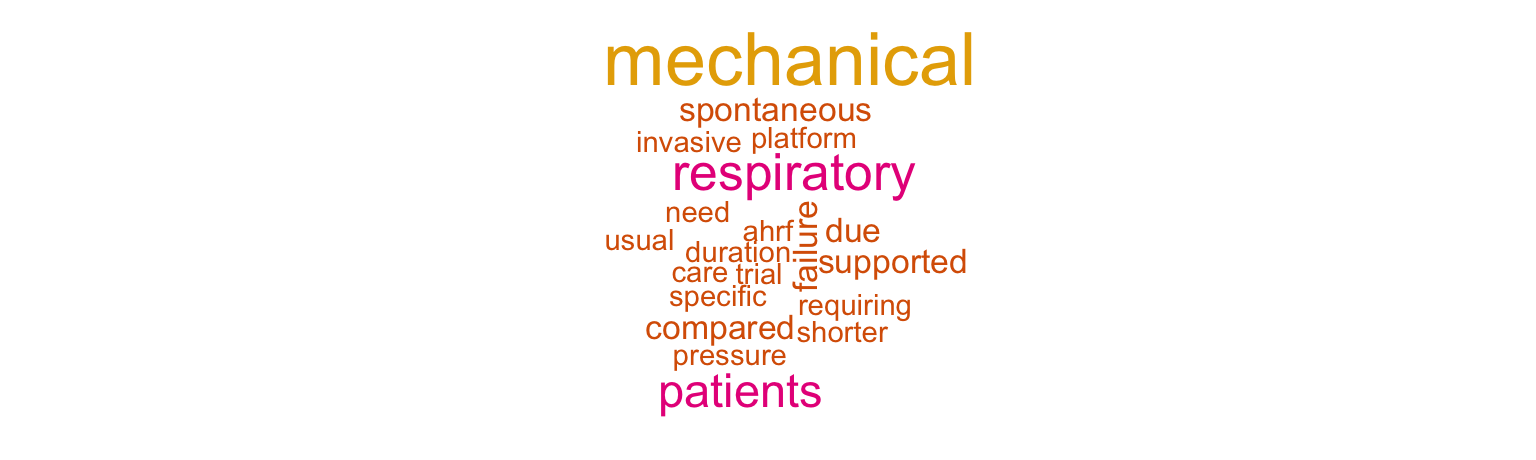 mechanical
spontaneous
invasive platform
respiratory
need
ahrf failure due
usual
duration
supported
care trial
specific
requiring
compared shorter
pressure
patients